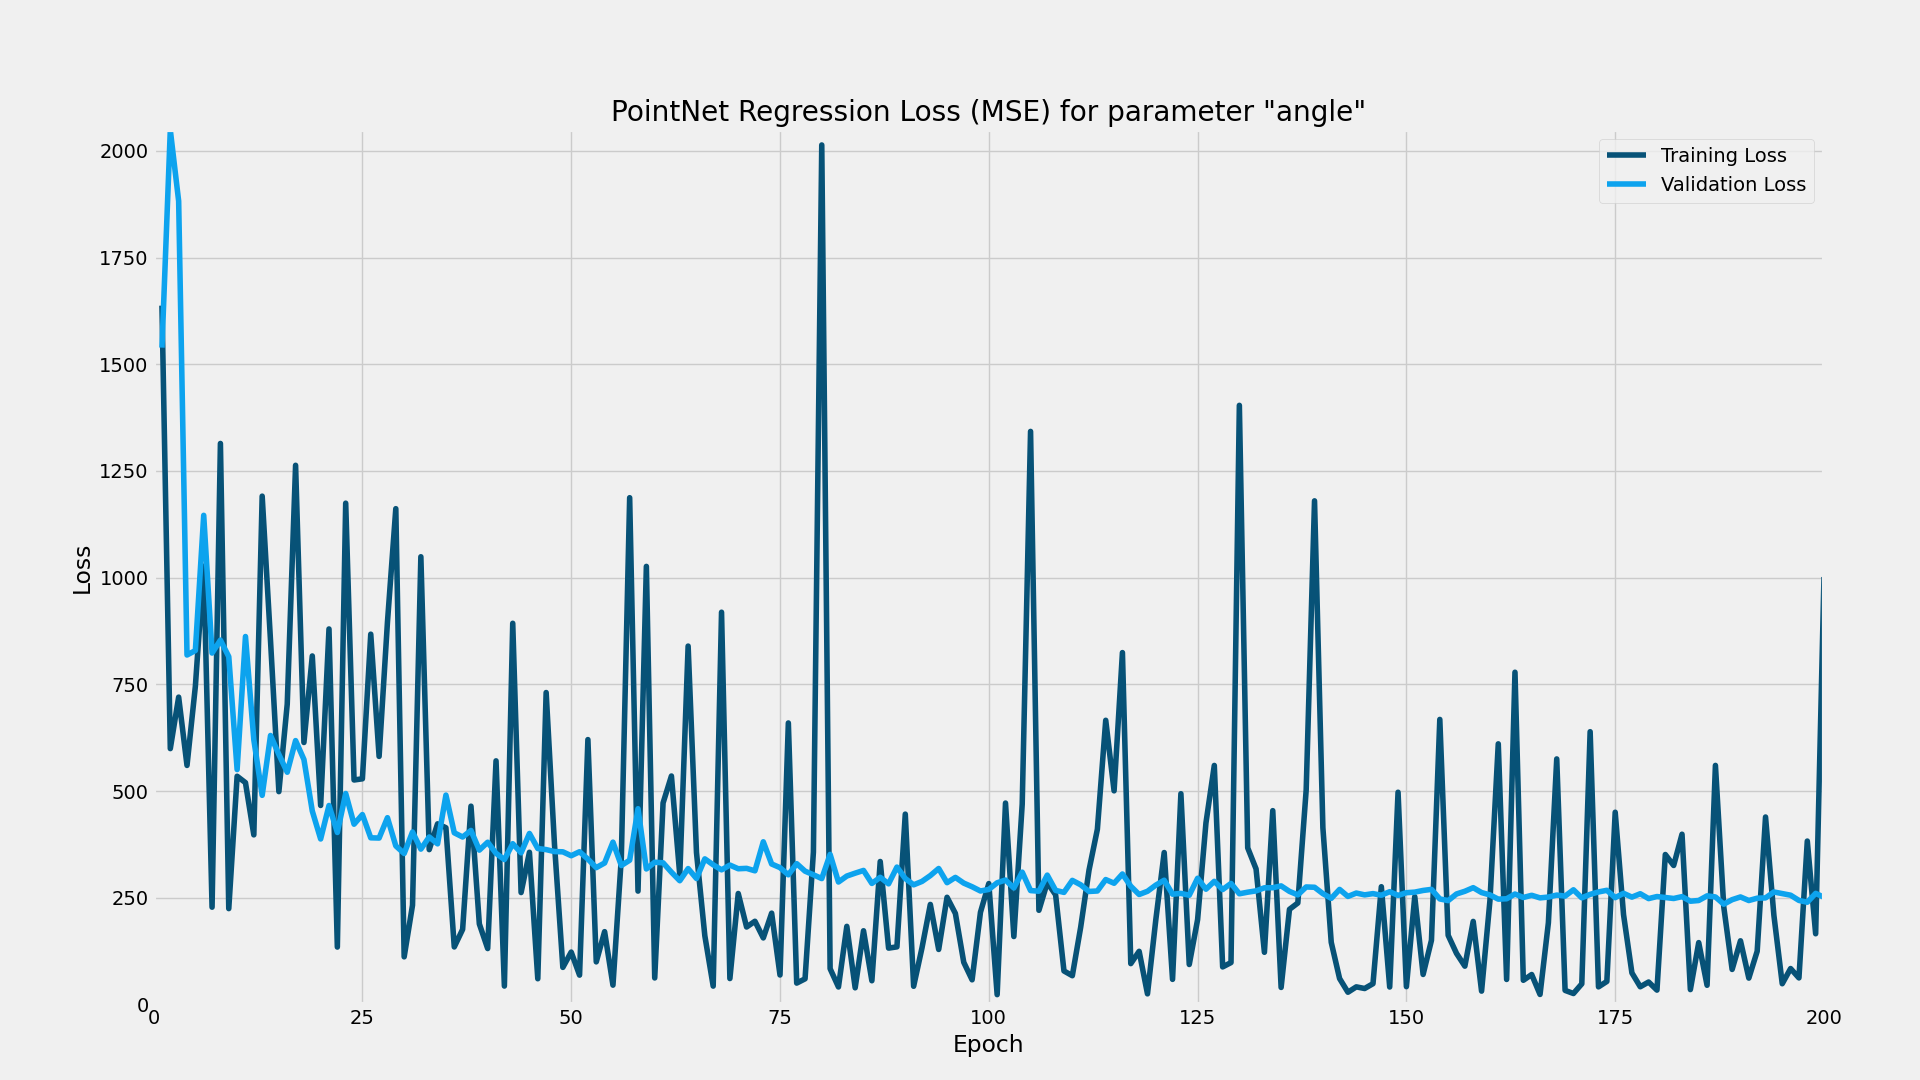 PointNet Regression Loss (MSE) for parameter "angle"
Training Loss
Validation Loss
2000
1750
1500
1250
1000
750
500
250
0
Loss
0 25 50 75 100 125 150 175 200
Epoch